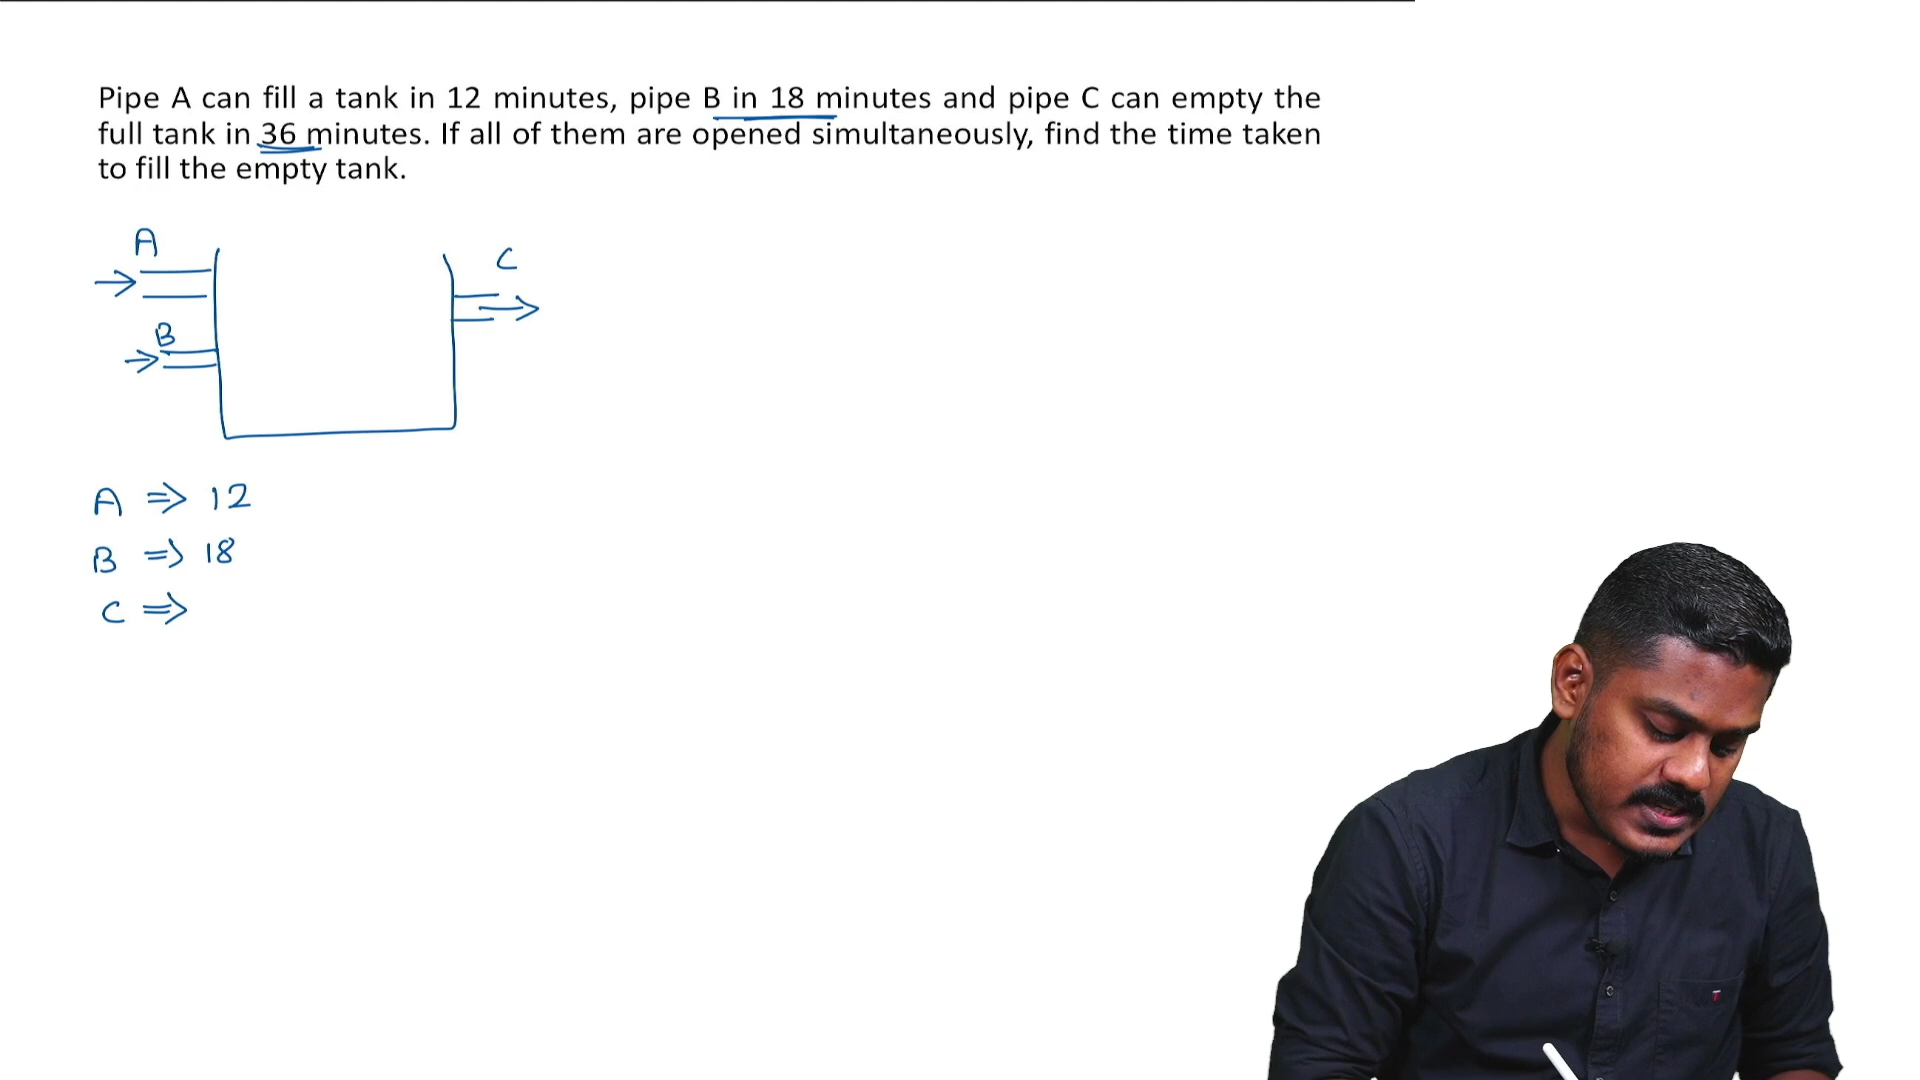 Pipe A can fill a tank in 12 minutes, pipe B in 18 minutes and pipe C can empty the
full tank in 36 minutes. If all of them are opened simultaneously, find the time taken
to fill the empty tank.
A
C
B
A => 12
B => 18
C =>